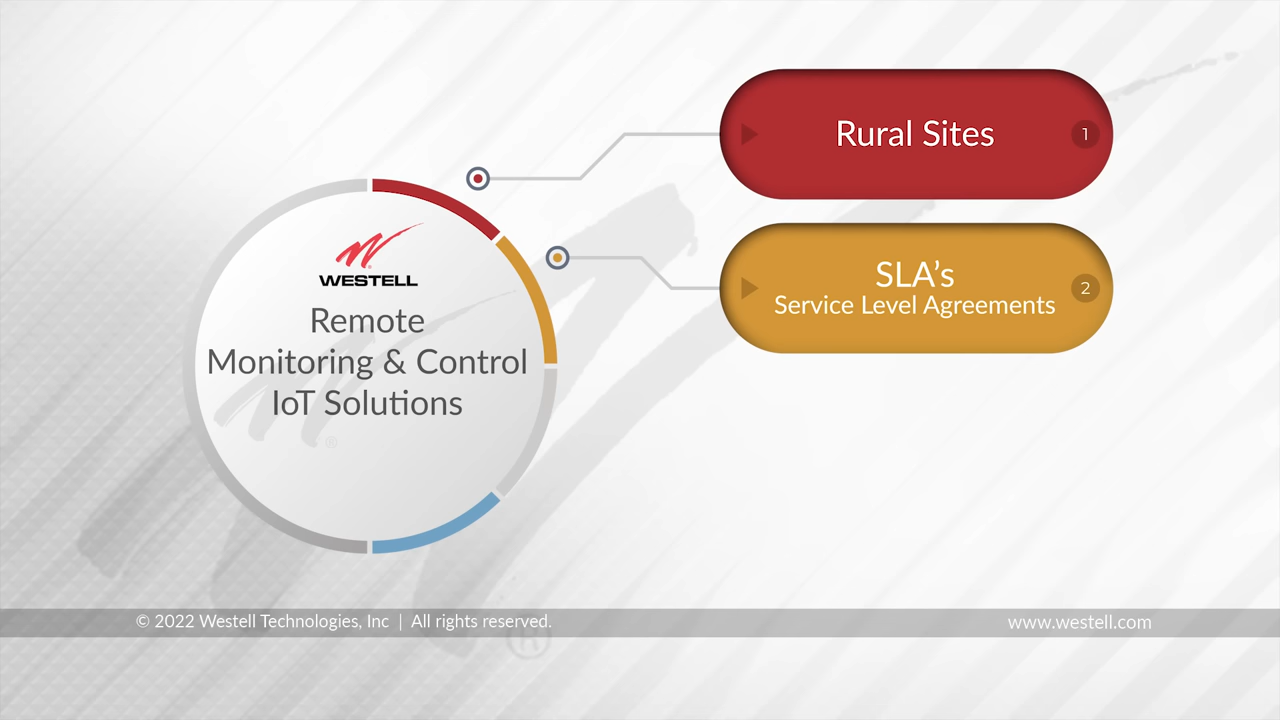 Rural Sites
1
SLA’s
Service Level Agreements
2
WESTELL
Remote
Monitoring & Control
IoT Solutions
®
© 2022 Westell Technologies, Inc | All rights reserved.
www.westell.com
®